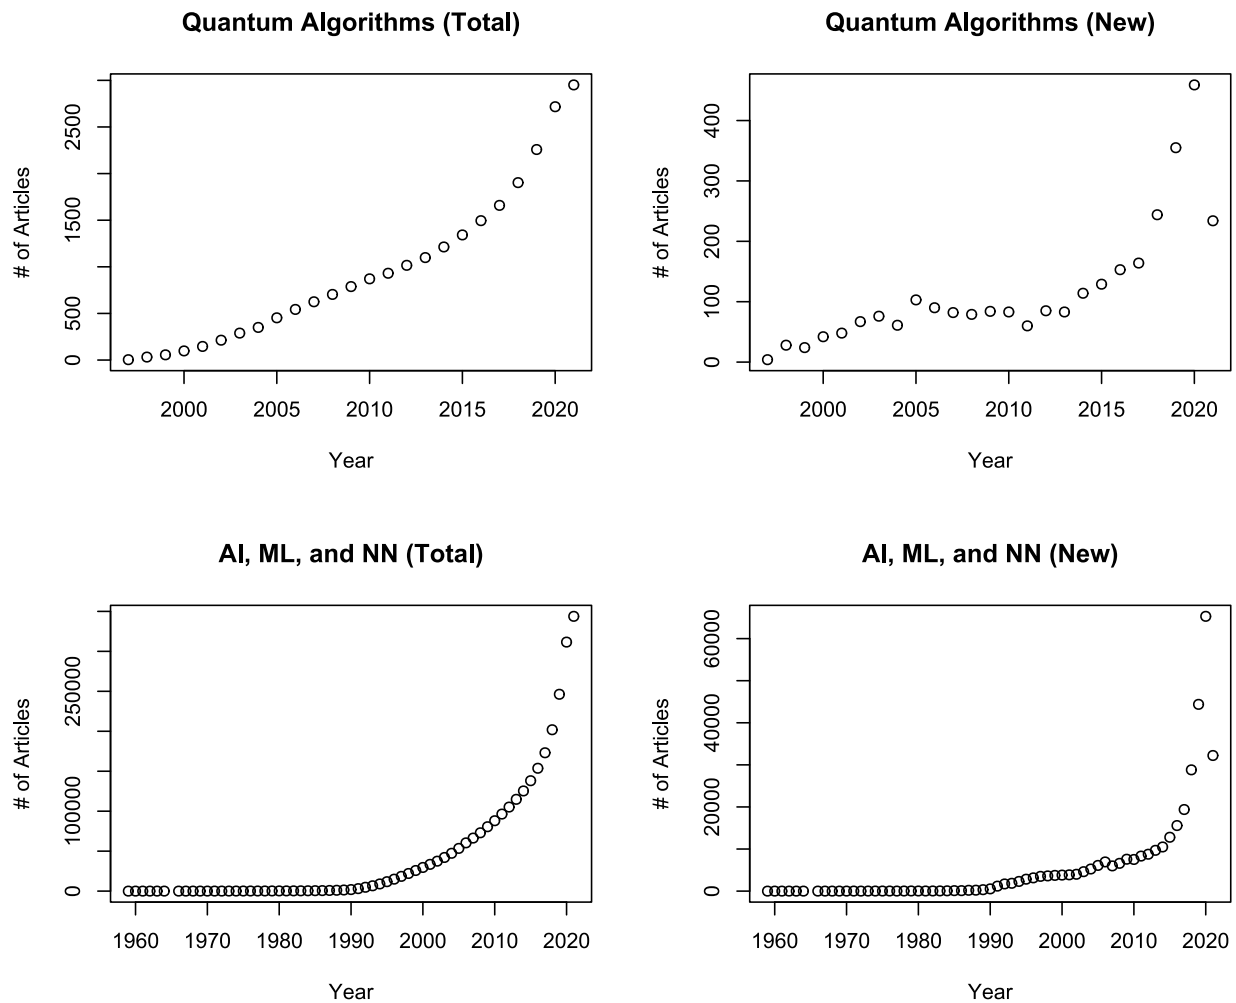 Quantum Algorithms (Total)
# of Articles
2500
1500
500
0
2000 2005 2010 2015 2020
Year
Quantum Algorithms (New)
# of Articles
400
300
200
100
0
2000 2005 2010 2015 2020
Year
AI, ML, and NN (Total)
# of Articles
250000
100000
0
1960 1970 1980 1990 2000 2010 2020
Year
AI, ML, and NN (New)
# of Articles
60000
40000
20000
0
1960 1970 1980 1990 2000 2010 2020
Year